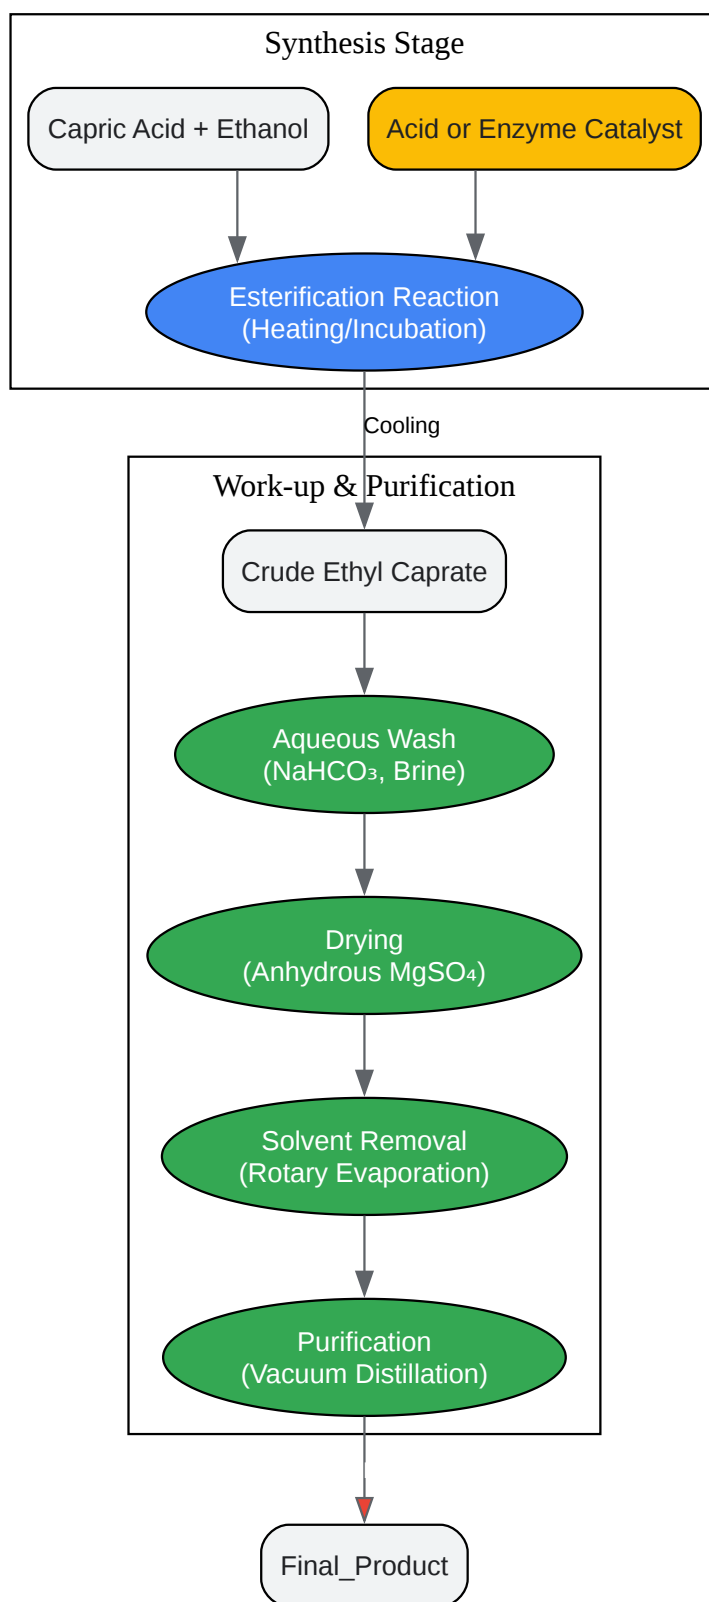 Synthesis Stage
Capric Acid + Ethanol
Acid or Enzyme Catalyst
Esterification Reaction
(Heating/Incubation)
Cooling
Work-up & Purification
Crude Ethyl Caprate
Aqueous Wash
(NaHCO₃, Brine)
Drying
(Anhydrous MgSO₄)
Solvent Removal
(Rotary Evaporation)
Purification
(Vacuum Distillation)
Final_Product